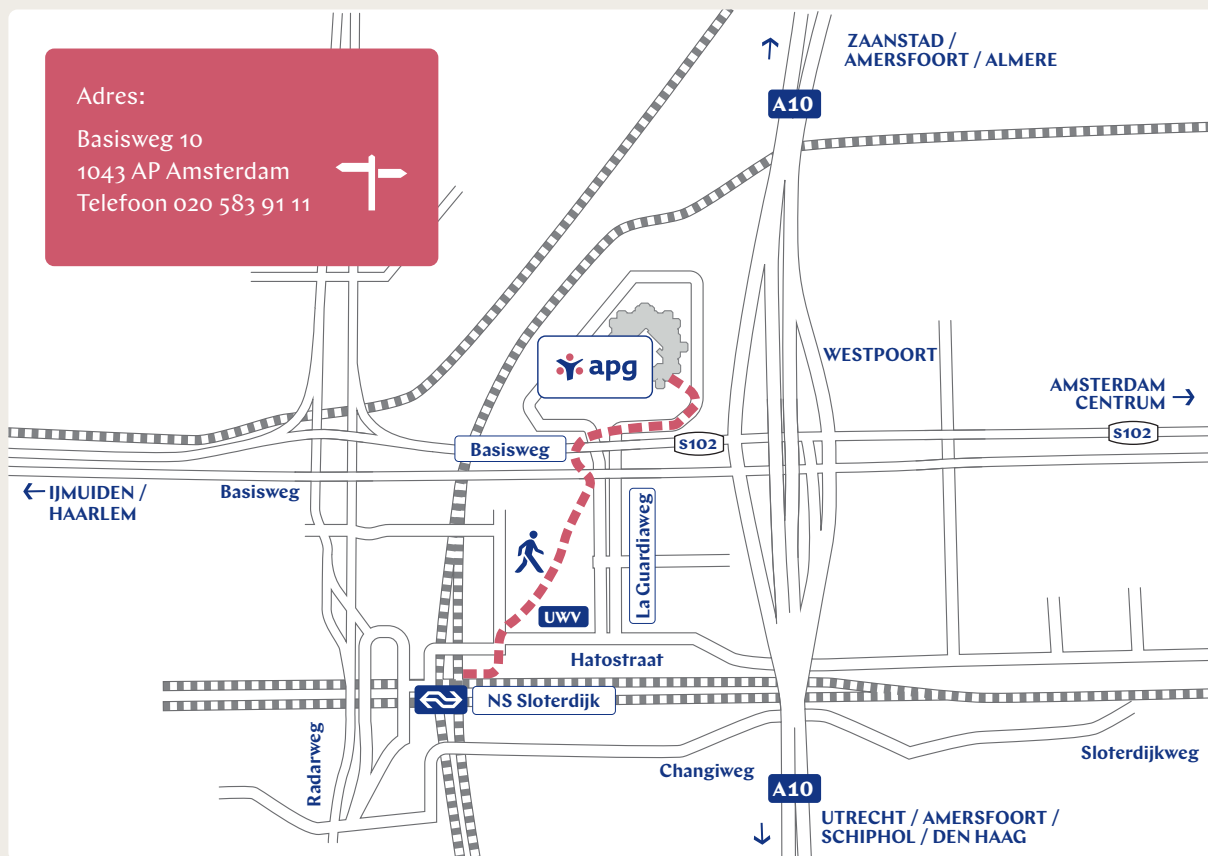 Adres:
Basisweg 10
1043 AP Amsterdam
Telefoon 020 583 91 11
ZAANSTAD /
AMERSFOORT / ALMERE
A10
apg
WESTPOORT
AMSTERDAM
CENTRUM
Basisweg
S102
S102
IJMUIDEN /
HAARLEM
Basisweg
La Guardiaweg
UWV
Hatostraat
NS Sloterdijk
Radarweg
Changiweg
Sloterdijkweg
A10
UTRECHT / AMERSFOORT /
SCHIPHOL / DEN HAAG